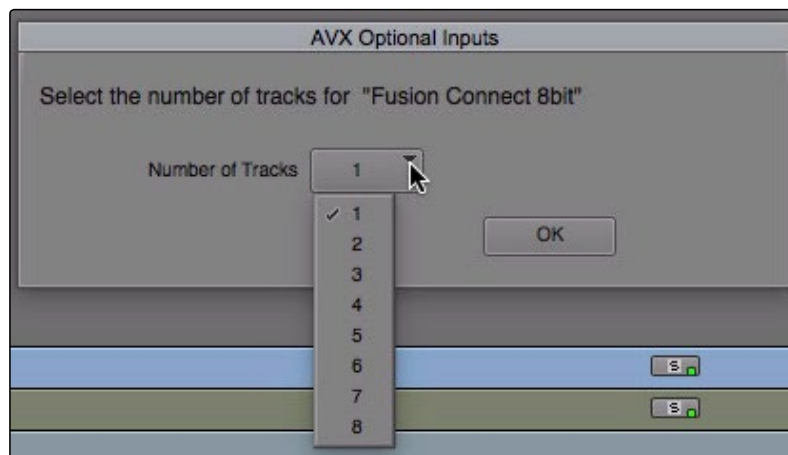 AVX Optional Inputs
Select the number of tracks for "Fusion Connect 8bit"
Number of Tracks 1
✓ 1
2
OK
3
4
5
6
S
7
S
8